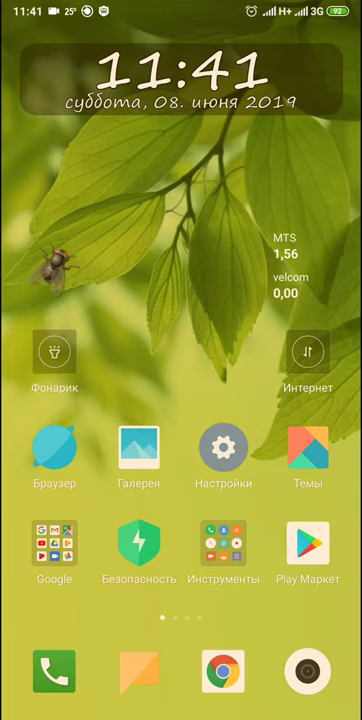 11:41
25°
H+
3G
92
11:41
суббота, 08. июня 2019
MTS
1,56
velcom
0,00
Фонарик
Интернет
Браузер
Галерея
Настройки
Темы
Google
Безопасность
Инструменты
Play Маркет